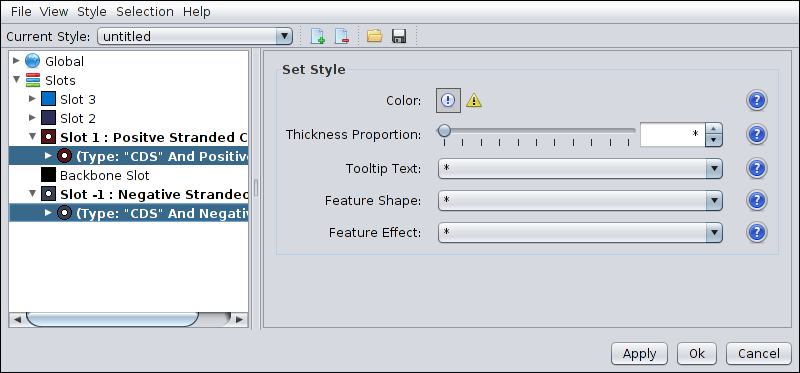 File View Style Selection Help
Current Style: untitled
Global
Slots
Slot 3
Slot 2
Slot 1 : Positve Stranded C
(Type: "CDS" And Positive
Backbone Slot
Slot -1 : Negative Stranded
(Type: "CDS" And Negativ
Set Style
Color:
Thickness Proportion: *
Tooltip Text: *
Feature Shape: *
Feature Effect: *
Apply Ok Cancel